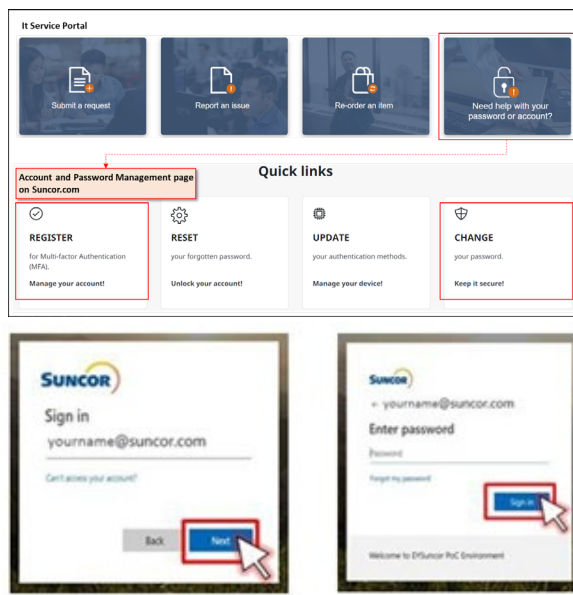 It Service Portal
Submit a request
Report an issue
Re-order an item
Need help with your
password or account?
Account and Password Management page
on Suncor.com
Quick links
REGISTER
for Multi-factor Authentication
(MFA).
Manage your account!
RESET
your forgotten password.
Unlock your account!
UPDATE
your authentication methods.
Manage your device!
CHANGE
your password.
Keep it secure!
SUNCOR
Sign in
yourname@suncor.com
Can't access your account?
Back
Next
SUNCOR
← yourname@suncor.com
Enter password
Password
Forgot my password
Sign in
Welcome to EYSuncor PoC Environment